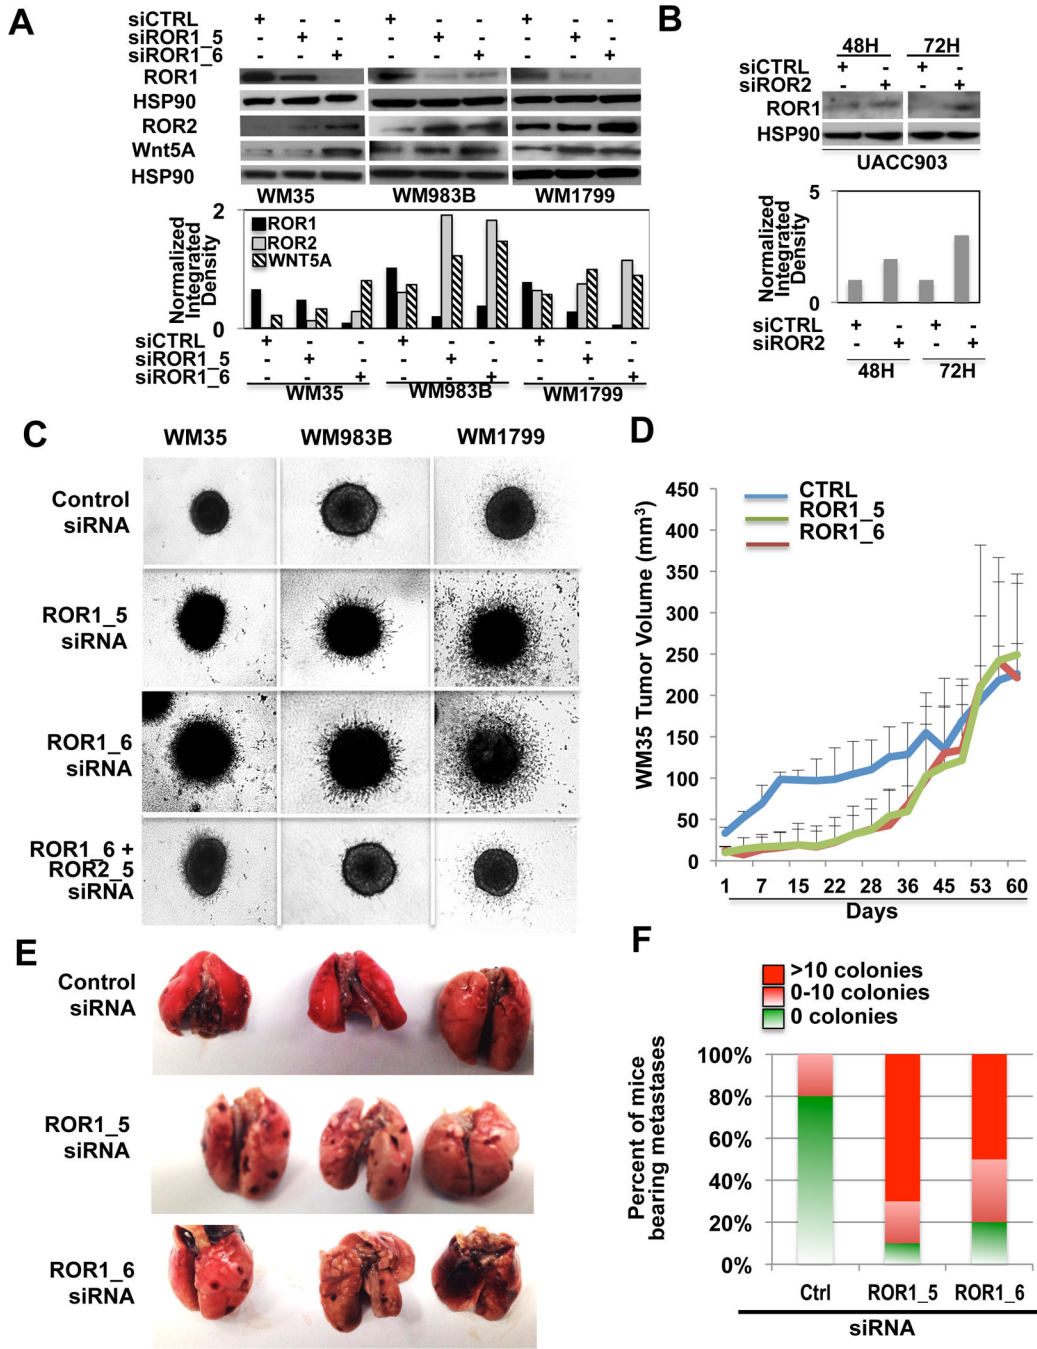 A
siCTRL + - - + - - + - -
siROR1_5 - + - - + - - + -
siROR1_6 - - + - - + - - +
ROR1
HSP90
ROR2
Wnt5A
HSP90
WM35 WM983B WM1799
Normalized
Integrated
Density
2
0
ROR1
ROR2
WNT5A
siCTRL + - - + - - + - -
siROR1_5 - + - - + - - + -
siROR1_6 - - + - - + - - +
WM35 WM983B WM1799
B
48H 72H
siCTRL + - + -
siROR2 - + - +
ROR1
HSP90
UACC903
Normalized
Integrated
Density
5
0
siCTRL + - + -
siROR2 - + - +
48H 72H
C
WM35 WM983B WM1799
Control
siRNA
ROR1_5
siRNA
ROR1_6
siRNA
ROR1_6 +
ROR2_5
siRNA
D
WM35 Tumor Volume (mm³)
450
400
350
300
250
200
150
100
50
0
CTRL
ROR1_5
ROR1_6
1 7 15 22 28 36 45 53 60
Days
E
Control
siRNA
ROR1_5
siRNA
ROR1_6
siRNA
F
>10 colonies
0-10 colonies
0 colonies
Percent of mice
bearing metastases
100%
80%
60%
40%
20%
0%
Ctrl ROR1_5 ROR1_6
siRNA